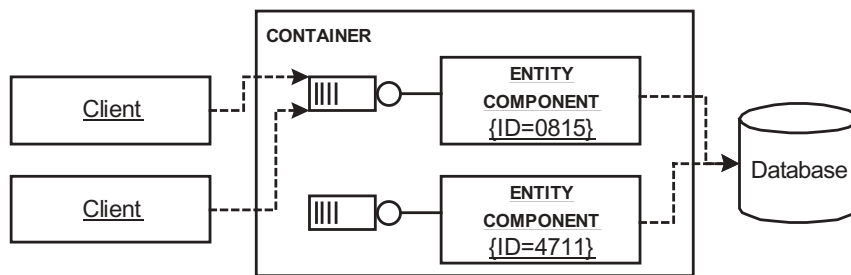 CONTAINER
Client
ENTITY
COMPONENT
{ID=0815}
Client
ENTITY
COMPONENT
{ID=4711}
Database